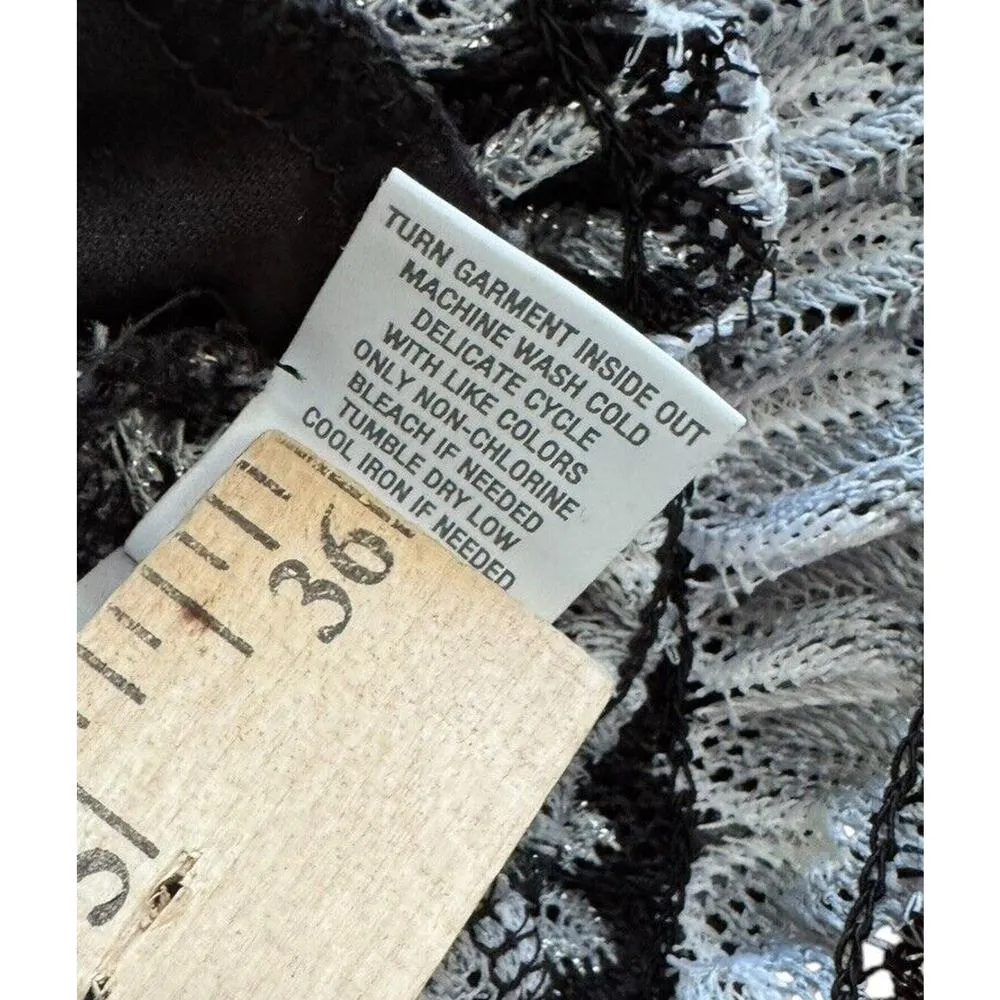 TURN GARMENT INSIDE OUT
MACHINE WASH COLD
DELICATE CYCLE
WITH LIKE COLORS
ONLY NON-CHLORINE
BLEACH IF NEEDED
TUMBLE DRY LOW
COOL IRON IF NEEDED
36